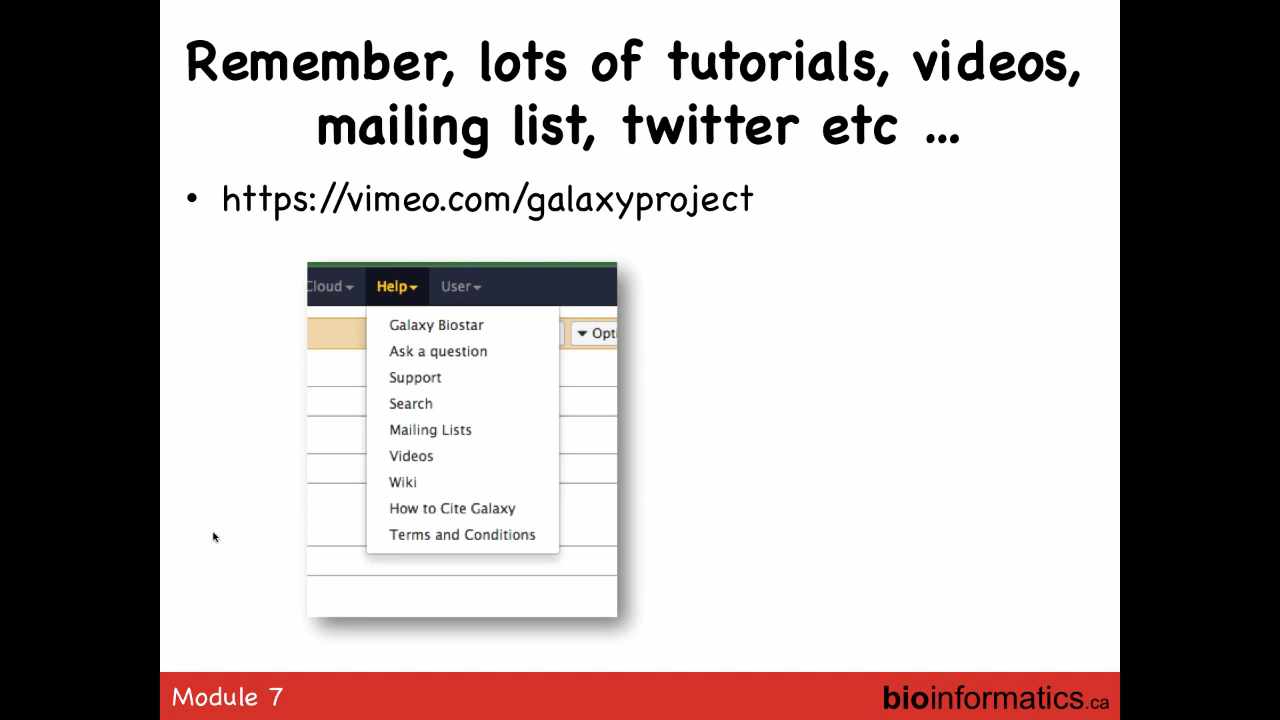 Remember, lots of tutorials, videos,
mailing list, twitter etc ...
• https://vimeo.com/galaxyproject
Cloud Help User
Galaxy Biostar
Opti
Ask a question
Support
Search
Mailing Lists
Videos
Wiki
How to Cite Galaxy
Terms and Conditions
Module 7
bioinformatics.ca